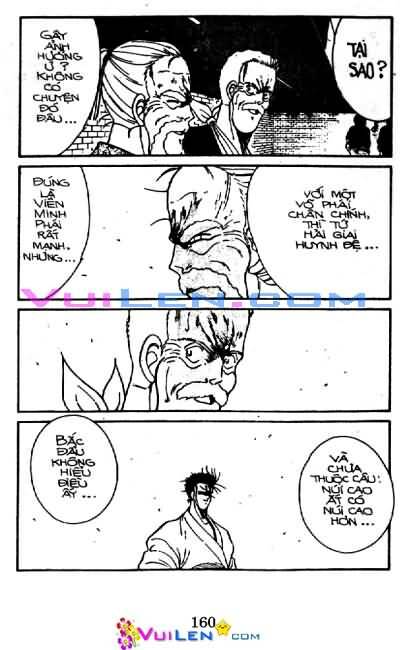 TẠI
SAO?
GÂY
ẢNH
HƯỞNG
Ư?
KHÔNG
CÓ
CHUYỆN
ĐÓ
ĐÂU...
VỚI MỘT
VÕ PHÁI
CHÂN CHÍNH,
THÌ TỨ
HẢI GIAI
HUYNH ĐỆ...
ĐÚNG
LÀ
VIÊN
MINH
PHÁI
RẤT
MẠNH.
NHƯNG...
VuiLen.com
VÀ
CHƯA
THUỘC CÂU:
NÚI CAO
ẮT CÓ
NÚI CAO
HƠN...
BẮC
ĐẨU
KHÔNG
HIỂU
ĐIỀU
ẤY...
160
VuiLen.com